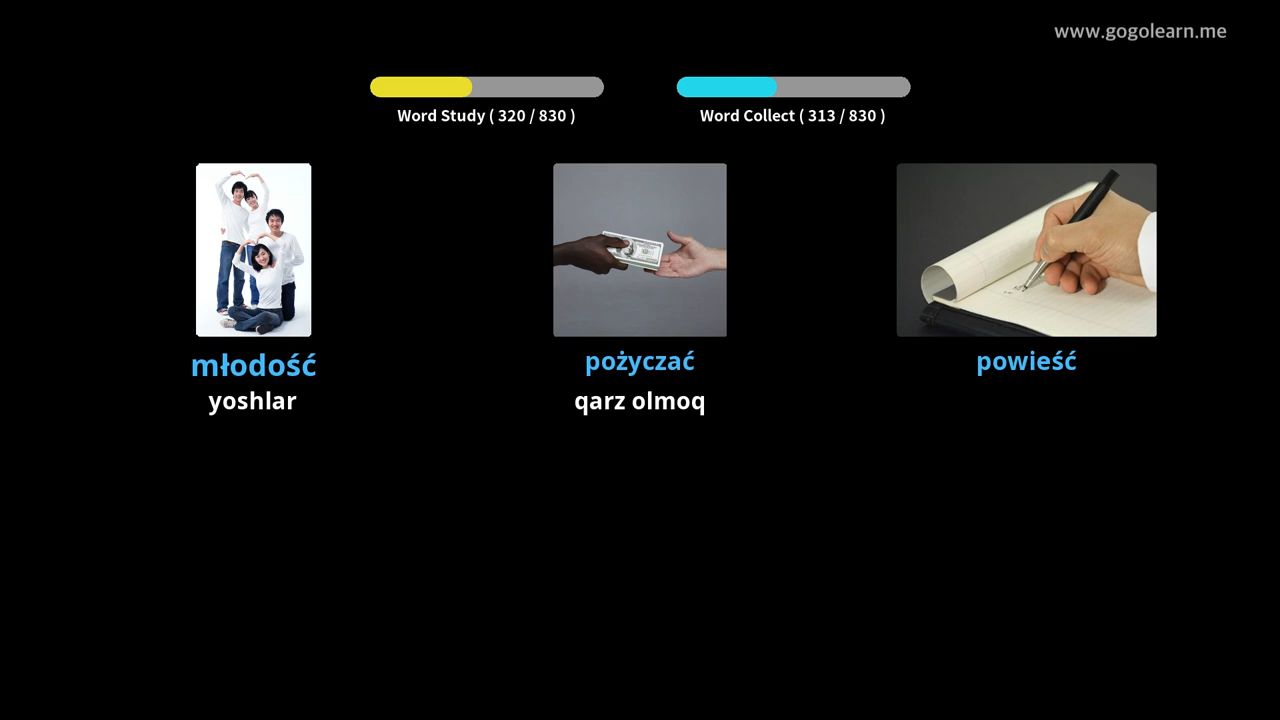 www.gogolearn.me
Word Study ( 320 / 830 )
Word Collect ( 313 / 830 )
młodość
pożyczać
powieść
yoshlar
qarz olmoq